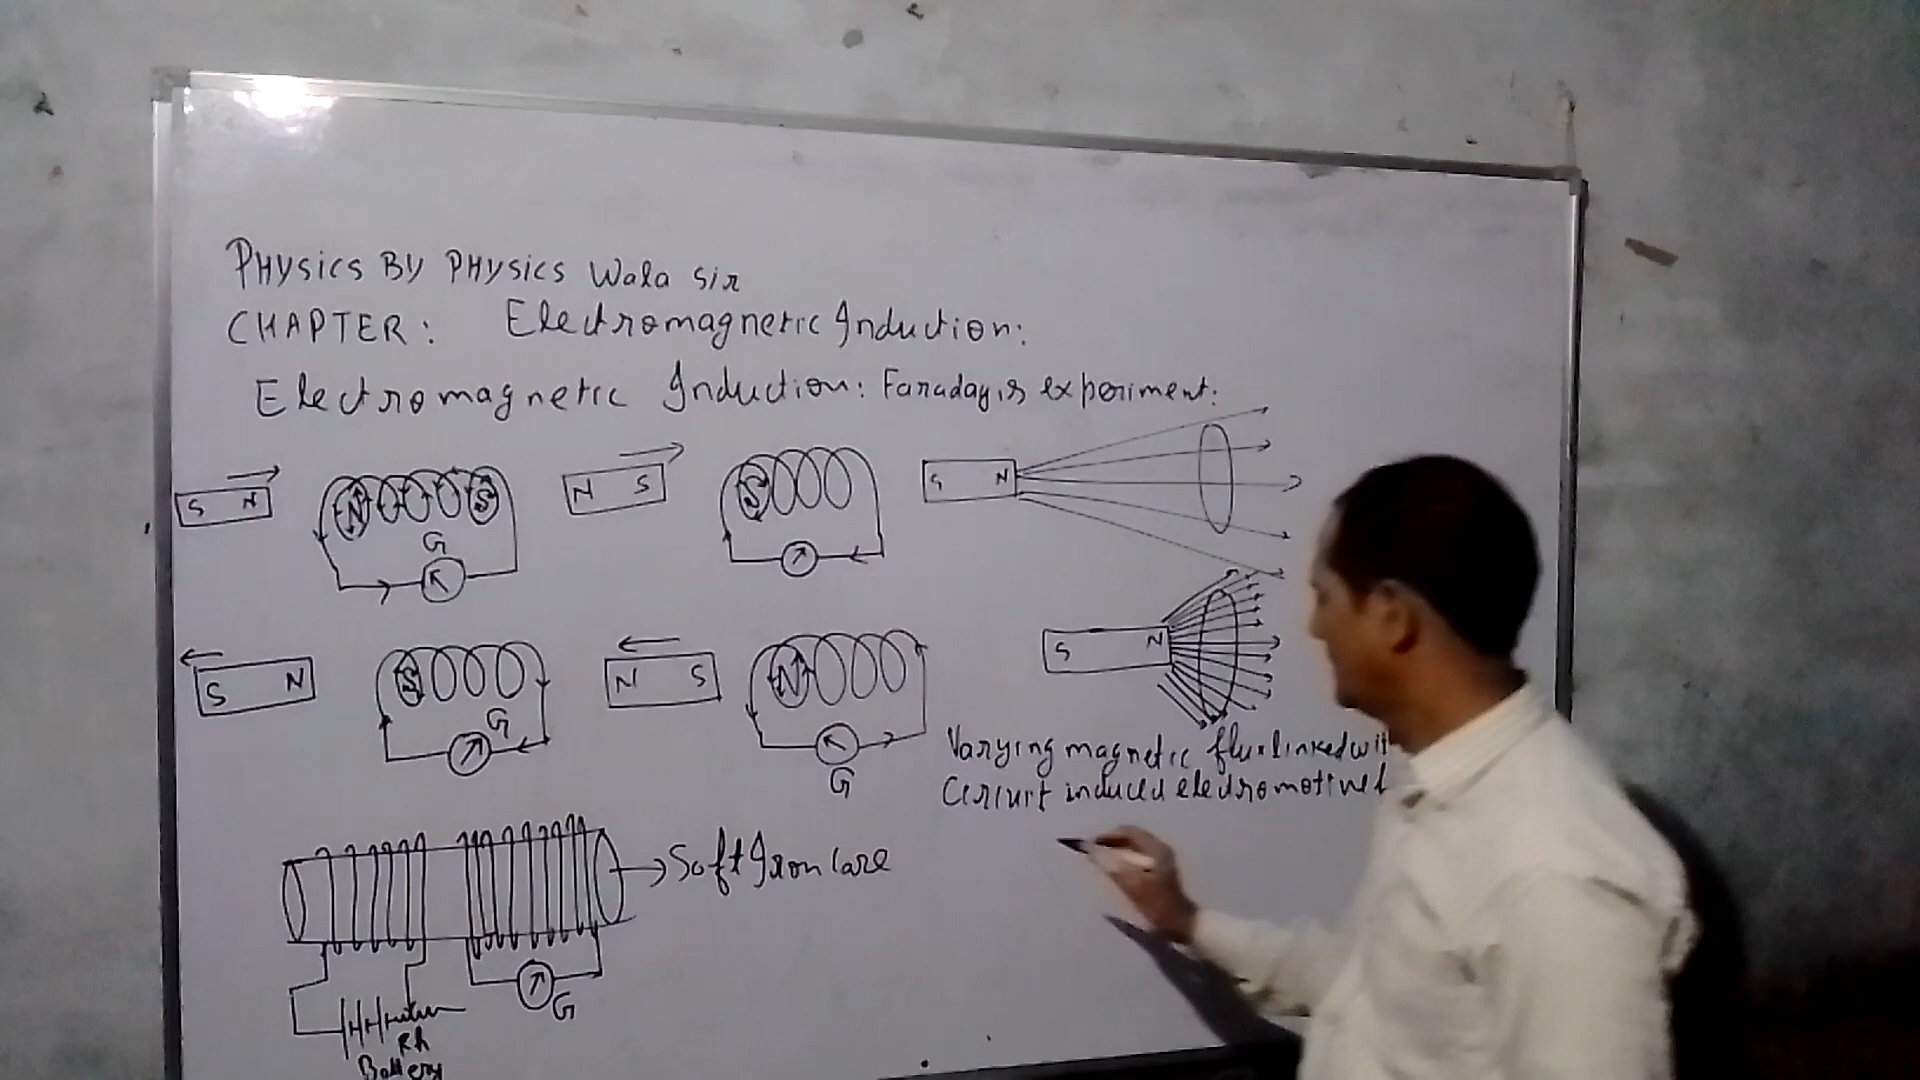 PHYSICS BY PHYSICS Wala Sir
CHAPTER: Electromagnetic Induction:
Electromagnetic Induction: Faraday's experiment:
S N
N S
G
N S
S
S N
S N
S
G
N S
N
G
S N
Varying magnetic flux linked wit
Circuit induced electromotive f
Soft Iron Core
G
Rh
Battery